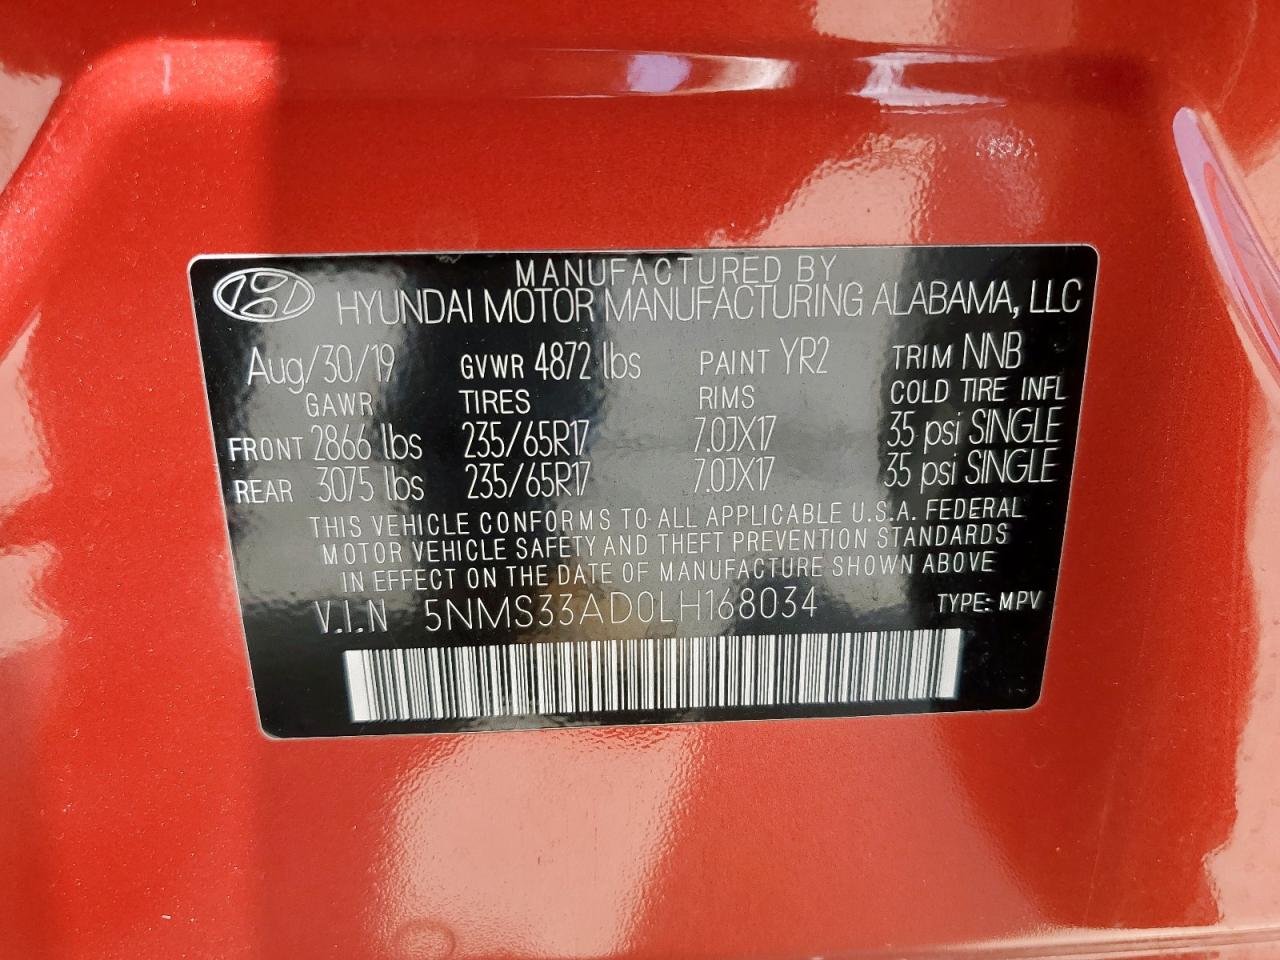 MANUFACTURED BY
HYUNDAI MOTOR MANUFACTURING ALABAMA, LLC
Aug/30/19 GVWR 4872 lbs PAINT YR2 TRIM NNB
GAWR TIRES RIMS COLD TIRE INFL
FRONT 2866 lbs 235/65R17 7.0JX17 35 psi SINGLE
REAR 3075 lbs 235/65R17 7.0JX17 35 psi SINGLE
THIS VEHICLE CONFORMS TO ALL APPLICABLE U.S.A. FEDERAL
MOTOR VEHICLE SAFETY AND THEFT PREVENTION STANDARDS
IN EFFECT ON THE DATE OF MANUFACTURE SHOWN ABOVE
V.I.N 5NMS33AD0LH168034 TYPE: MPV